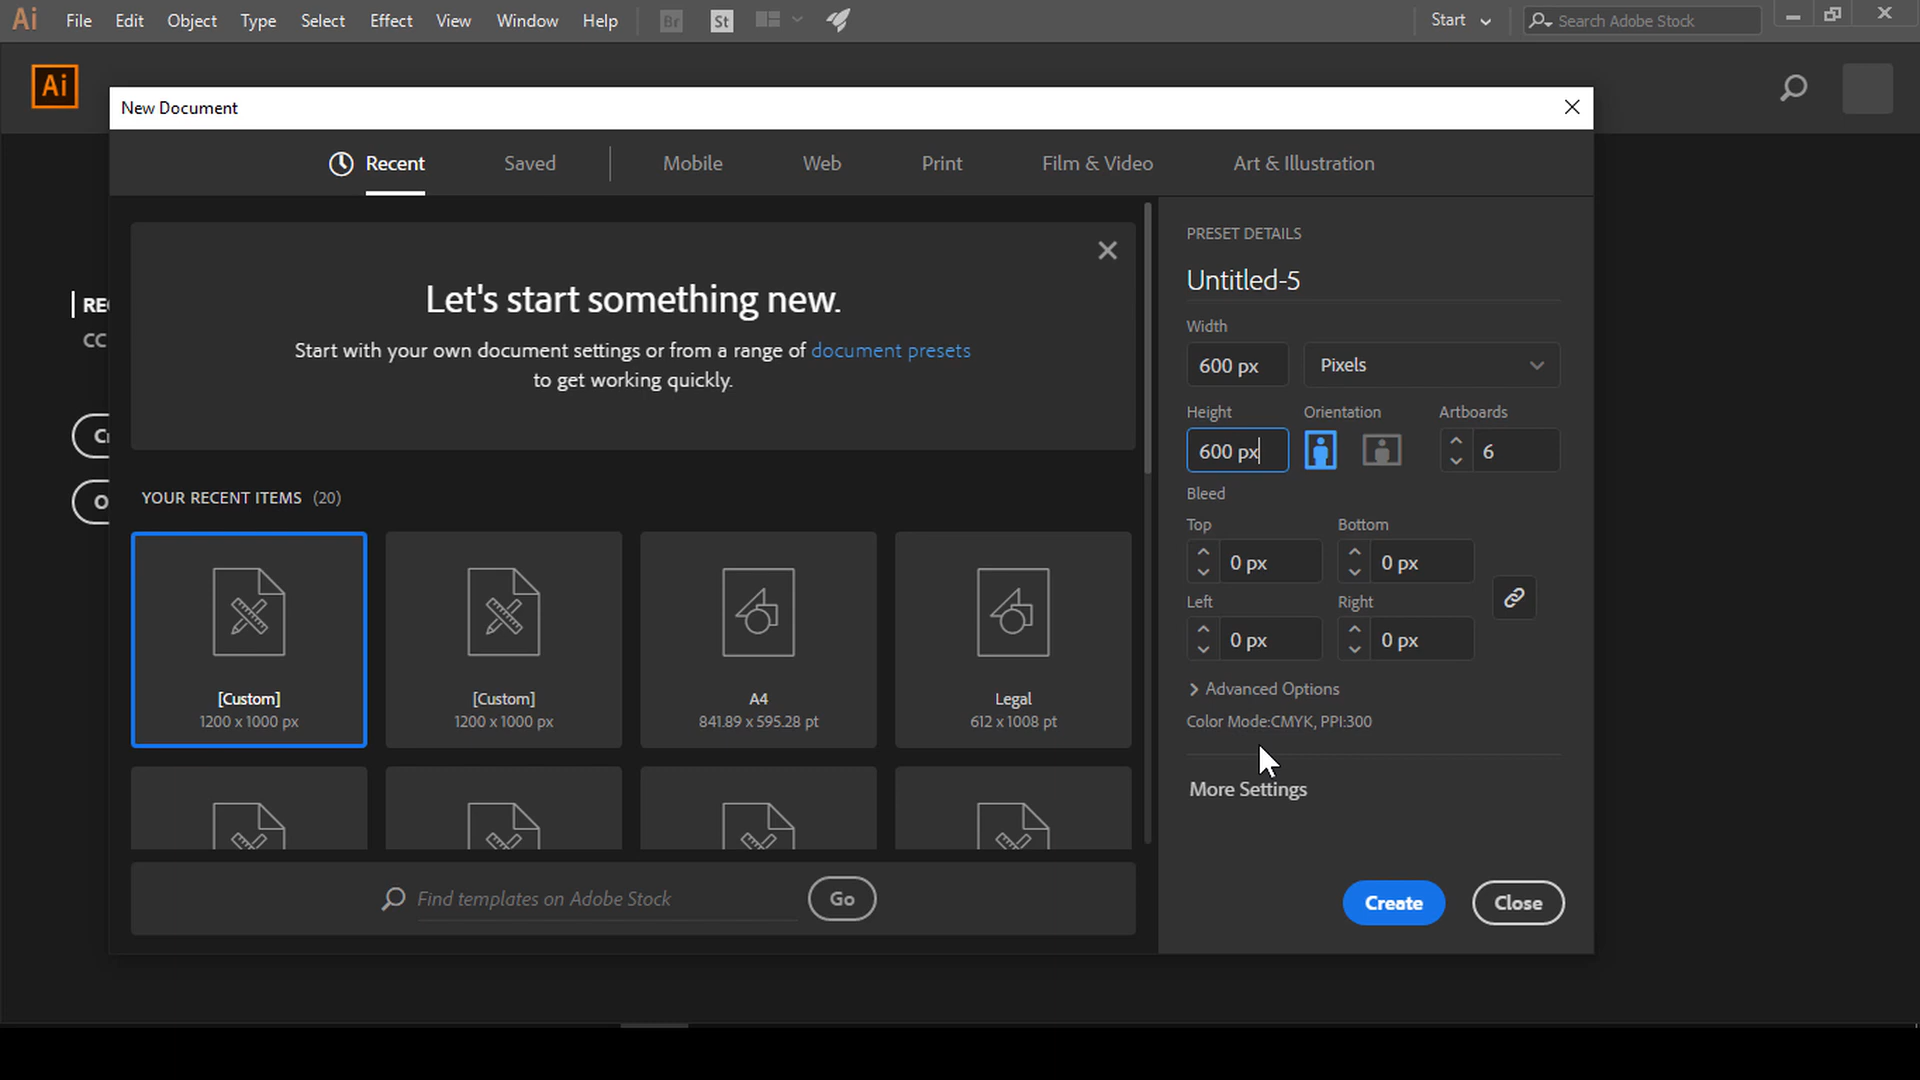 Ai File Edit Object Type Select Effect View Window Help Br St Start Search Adobe Stock
Ai
New Document
Recent Saved Mobile Web Print Film & Video Art & Illustration
Let's start something new.
Start with your own document settings or from a range of document presets
to get working quickly.
YOUR RECENT ITEMS (20)
[Custom]
1200 x 1000 px
[Custom]
1200 x 1000 px
A4
841.89 x 595.28 pt
Legal
612 x 1008 pt
Find templates on Adobe Stock Go
PRESET DETAILS
Untitled-5
Width
600 px Pixels
Height Orientation Artboards
600 px 6
Bleed
Top Bottom
0 px 0 px
Left Right
0 px 0 px
Advanced Options
Color Mode:CMYK, PPI:300
More Settings
Create Close